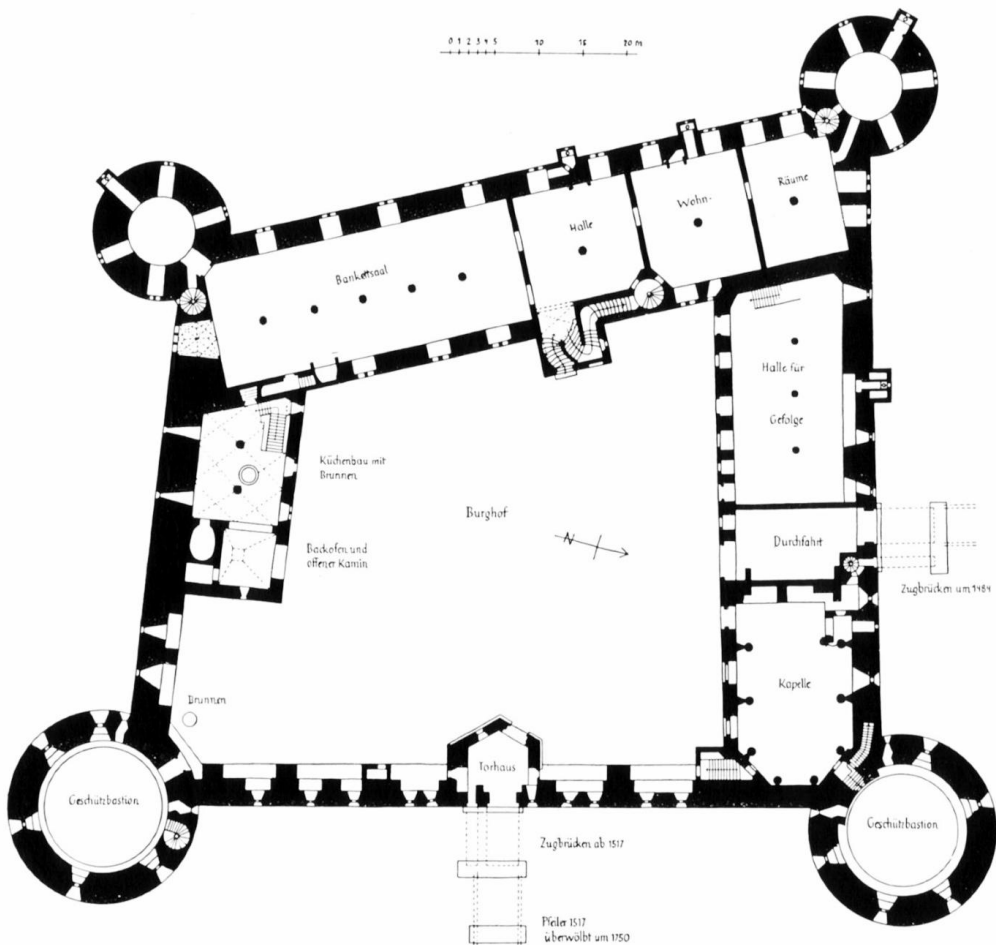 0 1 2 3 4 5 10 15 20 m
Räume
Wohn-
Halle
Bankettsaal
Halle für
Gefolge
Küchenbau mit
Brunnen
Burghof
Backofen und
offener Kamin
N
Durchfahrt
Zugbrücken um 1484
Kapelle
Brunnen
Torhaus
Geschützbastion
Geschützbastion
Zugbrücken ab 1517
Pfeiler 1517
überwölbt um 1750